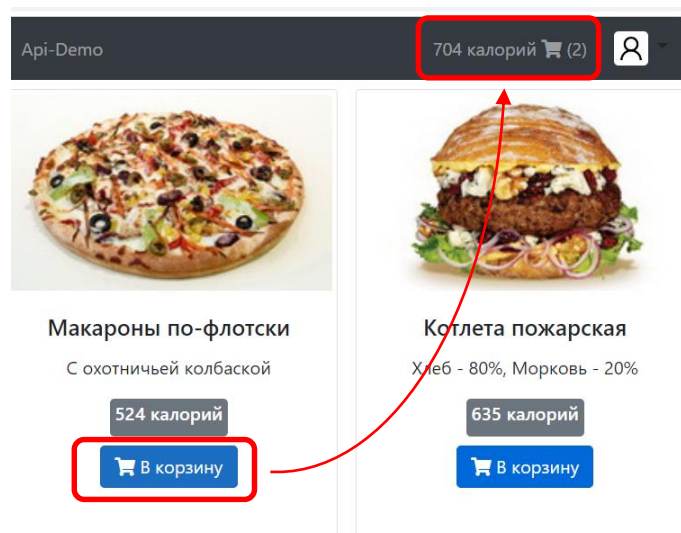 Api-Demo
704 калорий (2)
Макароны по-флотски
С охотничьей колбаской
524 калорий
В корзину
Котлета пожарская
Хлеб - 80%, Морковь - 20%
635 калорий
В корзину